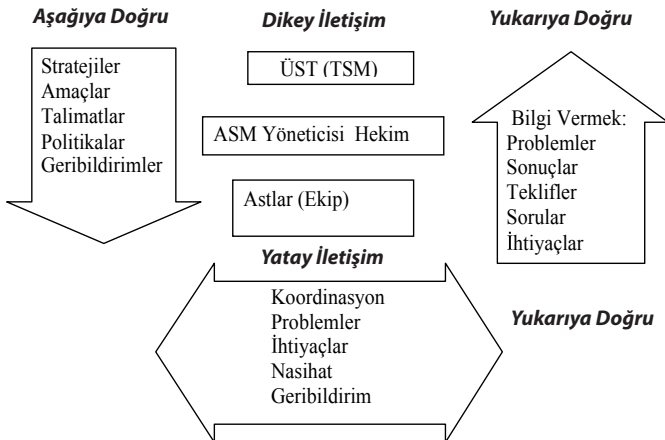 Aşağıya Doğru
Dikey İletişim
Yukarıya Doğru
Stratejiler
Amaçlar
Talimatlar
Politikalar
Geribildirimler
ÜST (TSM)
ASM Yöneticisi Hekim
Astlar (Ekip)
Bilgi Vermek:
Problemler
Sonuçlar
Teklifler
Sorular
İhtiyaçlar
Yatay İletişim
Koordinasyon
Problemler
İhtiyaçlar
Nasihat
Geribildirim
Yukarıya Doğru